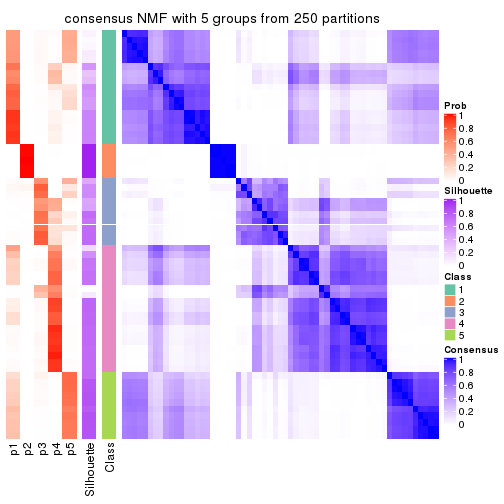 consensus NMF with 5 groups from 250 partitions
Prob
1
0.8
0.6
0.4
0.2
0
Silhouette
1
0.8
0.6
0.4
0.2
0
Class
1
2
3
4
5
Consensus
1
0.8
0.6
0.4
0.2
0
p1
p2
p3
p4
p5
Silhouette
Class